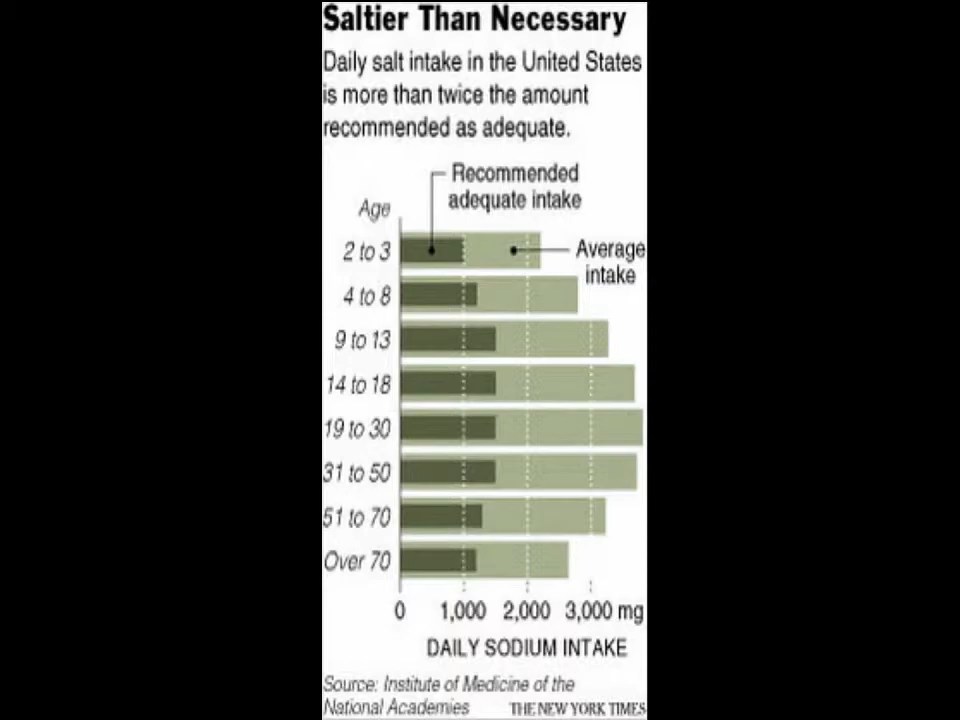 Saltier Than Necessary
Daily salt intake in the United States
is more than twice the amount
recommended as adequate.
Recommended
adequate intake
Age
2 to 3
Average
intake
4 to 8
9 to 13
14 to 18
19 to 30
31 to 50
51 to 70
Over 70
0 1,000 2,000 3,000 mg
DAILY SODIUM INTAKE
Source: Institute of Medicine of the
National Academies THE NEW YORK TIMES